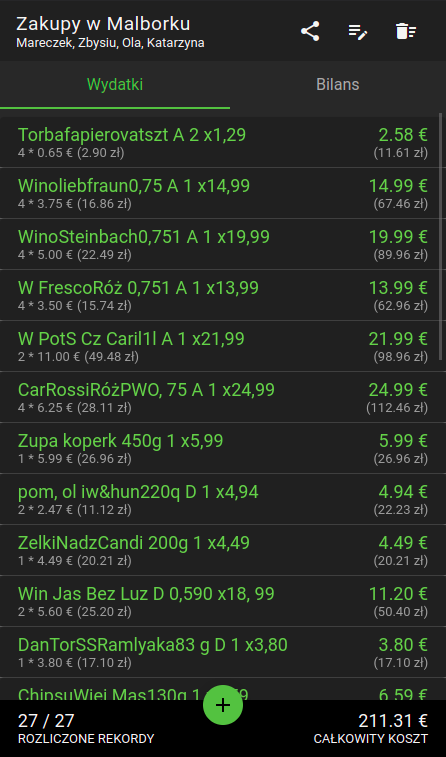 Zakupy w Malborku
Mareczek, Zbysiu, Ola, Katarzyna
Wydatki Bilans
Torbafapierovatszt A 2 x1,29 2.58 €
4 * 0.65 € (2.90 zł) (11.61 zł)
Winoliebfraun0,75 A 1 x14,99 14.99 €
4 * 3.75 € (16.86 zł) (67.46 zł)
WinoSteinbach0,751 A 1 x19,99 19.99 €
4 * 5.00 € (22.49 zł) (89.96 zł)
W FrescoRóż 0,751 A 1 x13,99 13.99 €
4 * 3.50 € (15.74 zł) (62.96 zł)
W PotS Cz Caril1l A 1 x21,99 21.99 €
2 * 11.00 € (49.48 zł) (98.96 zł)
CarRossiRóżPWO, 75 A 1 x24,99 24.99 €
4 * 6.25 € (28.11 zł) (112.46 zł)
Zupa koperk 450g 1 x5,99 5.99 €
1 * 5.99 € (26.96 zł) (26.96 zł)
pom, ol iw&hun220q D 1 x4,94 4.94 €
2 * 2.47 € (11.12 zł) (22.23 zł)
ZelkiNadzCandi 200g 1 x4,49 4.49 €
1 * 4.49 € (20.21 zł) (20.21 zł)
Win Jas Bez Luz D 0,590 x18, 99 11.20 €
2 * 5.60 € (25.20 zł) (50.40 zł)
DanTorSSRamlyaka83 g D 1 x3,80 3.80 €
1 * 3.80 € (17.10 zł) (17.10 zł)
ChipsuWiej Mas130g 1 6.59 €
27 / 27 211.31 €
ROZLICZONE REKORDY CAŁKOWITY KOSZT